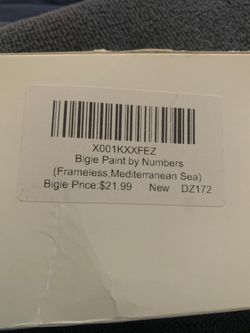 X001KXXFEZ
Bigie Paint by Numbers
(Frameless,Mediterranean Sea)
Bigie Price:$21.99 New DZ172